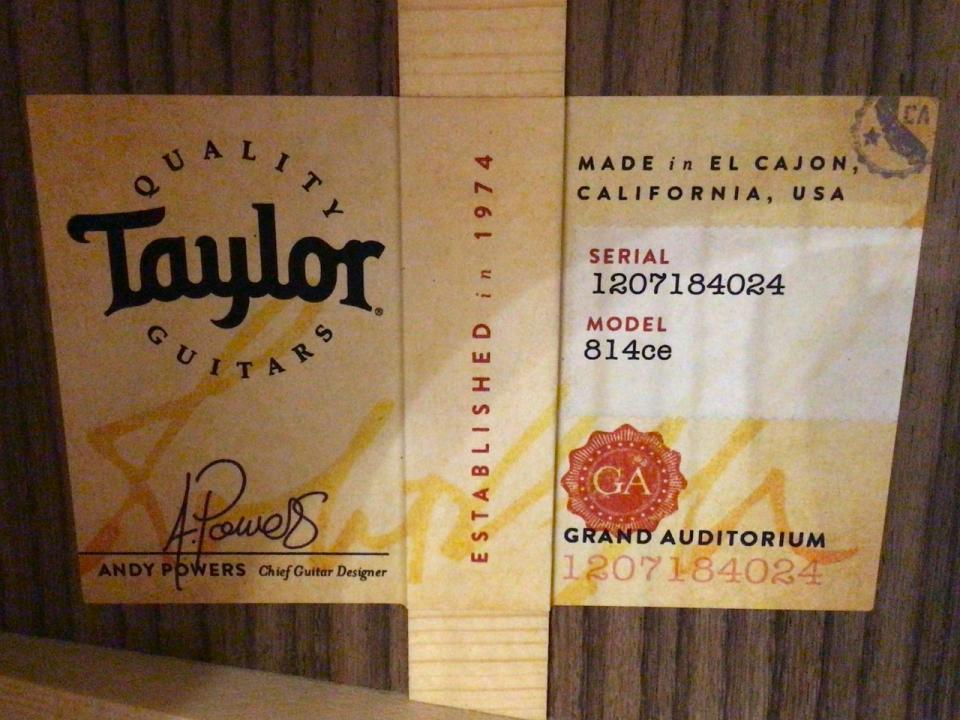 QUALITY
Taylor®
GUITARS
A. Powers
ANDY POWERS Chief Guitar Designer
ESTABLISHED in 1974
CA
MADE in EL CAJON,
CALIFORNIA, USA
SERIAL
1207184024
MODEL
814ce
GA
GRAND AUDITORIUM
1207184024